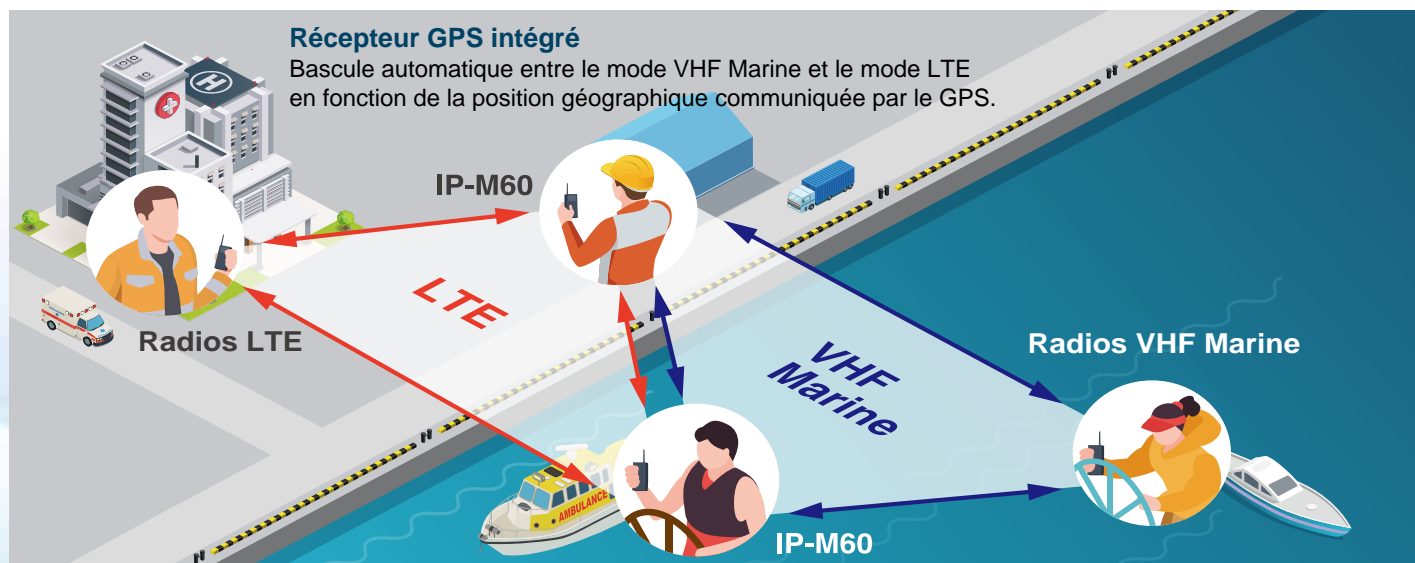 Récepteur GPS intégré
Bascule automatique entre le mode VHF Marine et le mode LTE
en fonction de la position géographique communiquée par le GPS.
H
IP-M60
LTE
Radios LTE
VHF
Marine
Radios VHF Marine
AMBULANCE
IP-M60